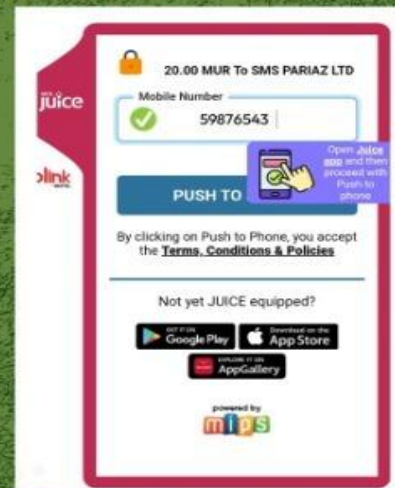 20.00 MUR To SMS PARIAZ LTD
juice
Mobile Number
59876543
blink
Open Juice
app and then
proceed with
Push to
phone
PUSH TO
By clicking on Push to Phone, you accept
the Terms, Conditions & Policies
Not yet JUICE equipped?
GET IT ON
Google Play
Download on the
App Store
EXPLORE IT ON
AppGallery
powered by
mips